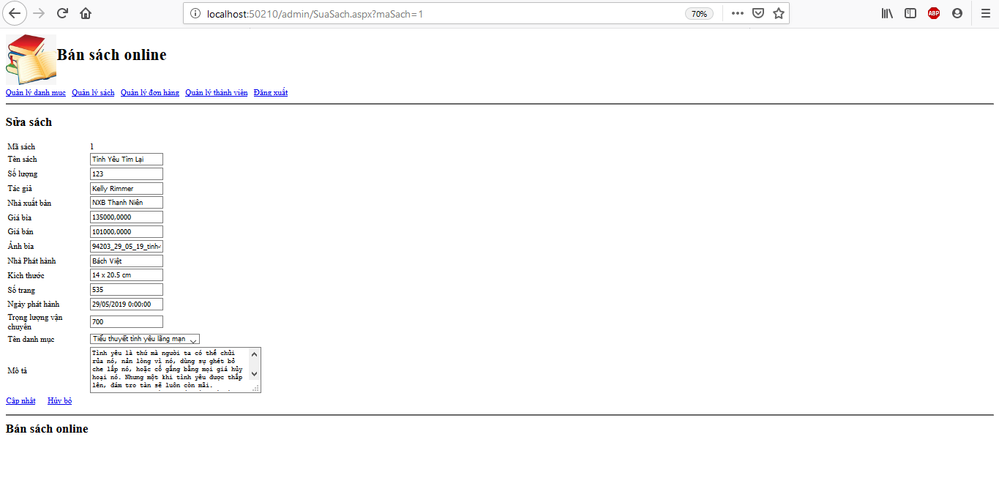 localhost:50210/admin/SuaSach.aspx?maSach=1
70%
ABP
Bán sách online
Quản lý danh mục Quản lý sách Quản lý đơn hàng Quản lý thành viên Đăng xuất
Sửa sách
Mã sách 1
Tên sách Tình Yêu Tìm Lại
Số lượng 123
Tác giả Kelly Rimmer
Nhà xuất bản NXB Thanh Niên
Giá bìa 135000,0000
Giá bán 101000,0000
Ảnh bìa 94203_29_05_19_tinh-
Nhà Phát hành Bách Việt
Kích thước 14 x 20.5 cm
Số trang 535
Ngày phát hành 29/05/2019 0:00:00
Trọng lượng vận
chuyển 700
Tên danh mục Tiểu thuyết tình yêu lãng mạn
Mô tả
Tình yêu là thứ mà người ta có thể chửi
rủa nó, nản lòng vì nó, dùng sự ghét bỏ
che lấp nó, hoặc cố gắng bằng mọi giá hủy
hoại nó. Nhưng một khi tình yêu được thắp
lên, đám tro tàn sẽ luôn còn mãi.
Cập nhật Hủy bỏ
Bán sách online